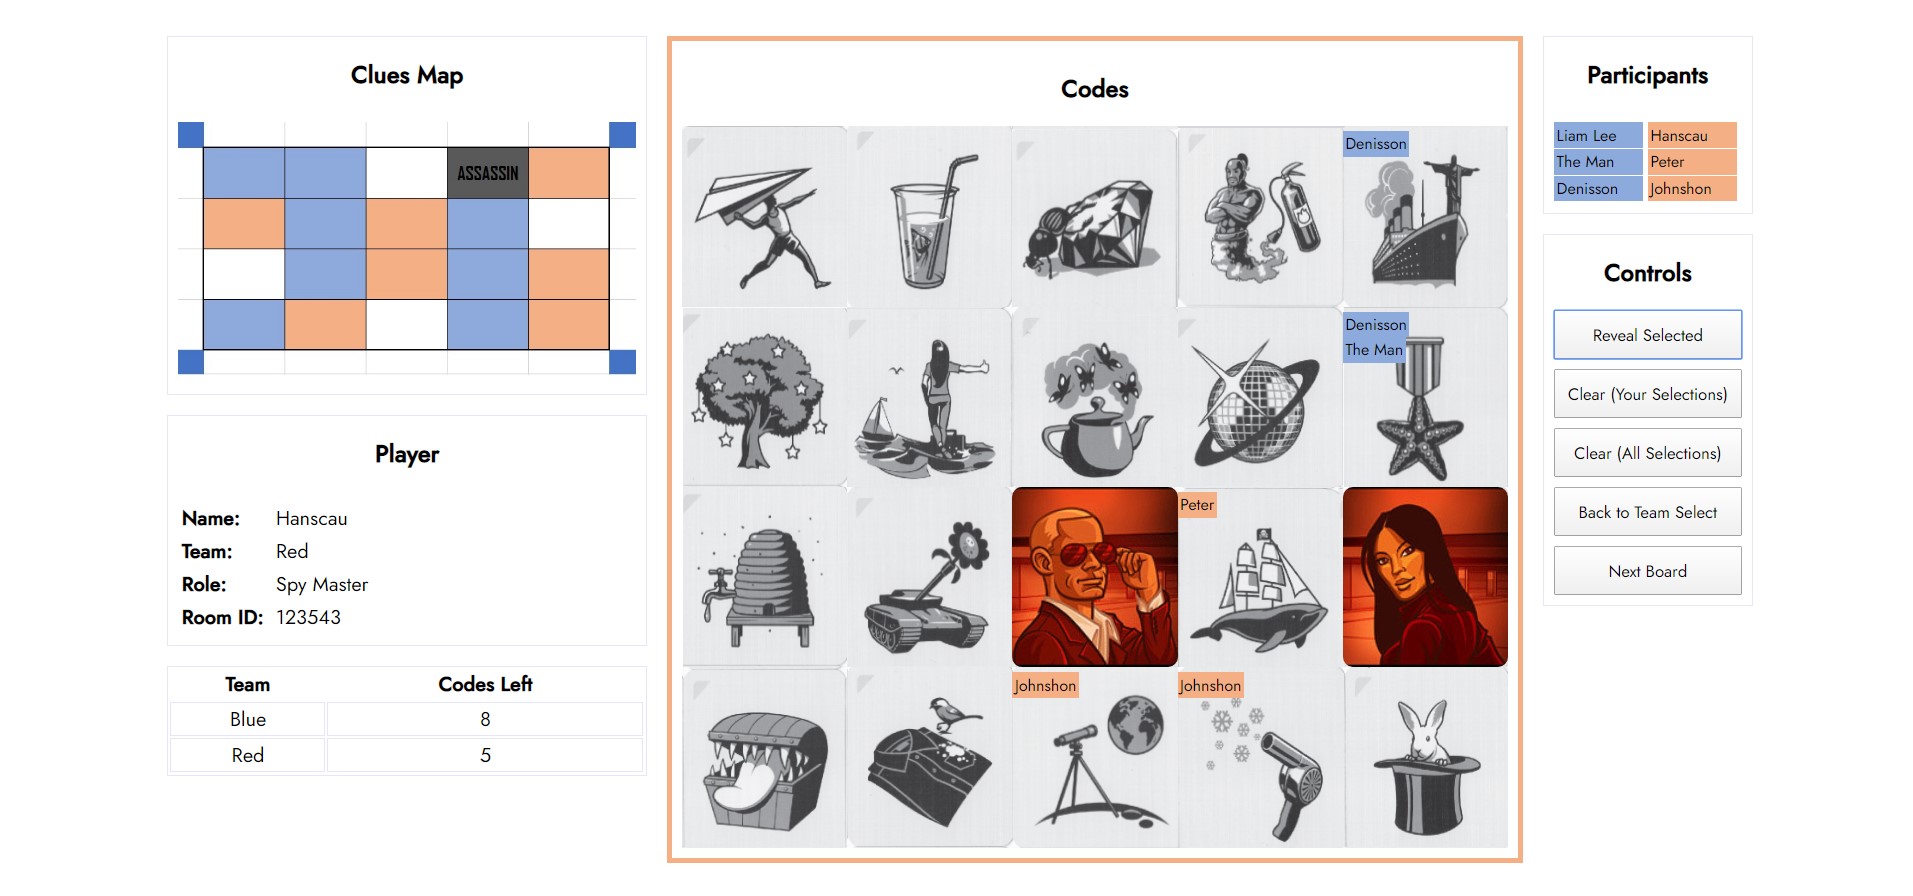 Clues Map
ASSASSIN
Player
Name: Hanscau
Team: Red
Role: Spy Master
Room ID: 123543
Team Codes Left
Blue 8
Red 5
Codes
Denisson
Denisson
The Man
Peter
Johnshon
Johnshon
Participants
Liam Lee Hanscau
The Man Peter
Denisson Johnshon
Controls
Reveal Selected
Clear (Your Selections)
Clear (All Selections)
Back to Team Select
Next Board